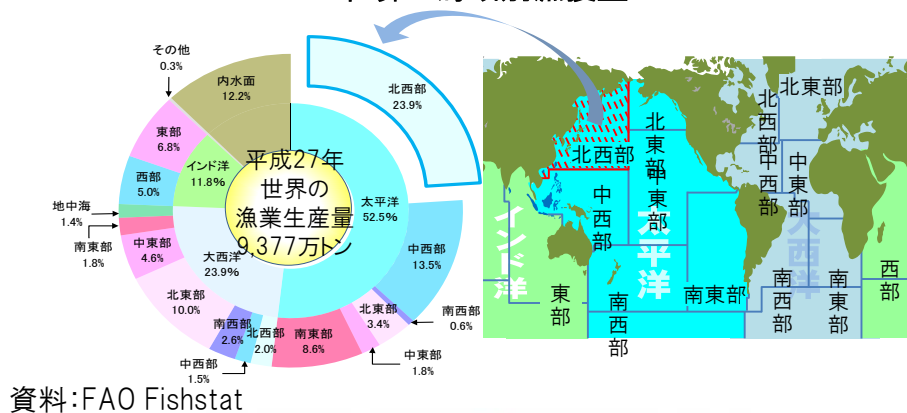 その他
0.3%
内水面
12.2%
北西部
23.9%
東部
6.8%
インド洋
11.8%
西部
5.0%
地中海
1.4%
南東部
1.8%
中東部
4.6%
大西洋
23.9%
北東部
10.0%
南西部
2.6%
中西部
1.5%
北西部
2.0%
南東部
8.6%
中東部
1.8%
北東部
3.4%
南西部
0.6%
中西部
13.5%
太平洋
52.5%
平成27年
世界の
漁業生産量
9,377万トン
北西部
北東部
中西部
中東部
太平洋
南西部
南東部
インド洋
東部
北西部
北東部
中西部
中東部
大西洋
南西部
南東部
西部
資料:FAO Fishstat